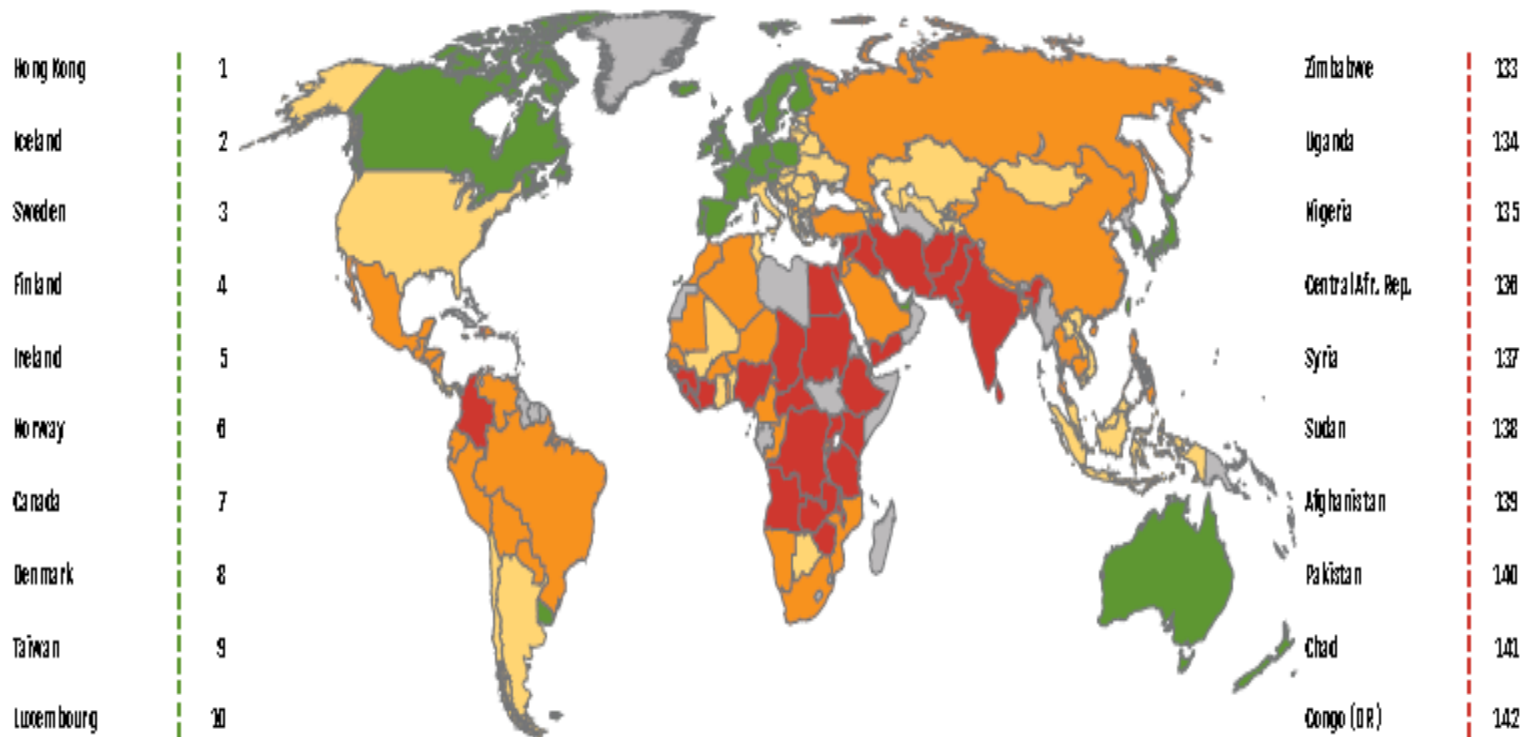 Hong Kong 1
Iceland 2
Sweden 3
Finland 4
Ireland 5
Norway 6
Canada 7
Denmark 8
Taiwan 9
Luxembourg 10
Zimbabwe 133
Uganda 134
Nigeria 135
Central Afr. Rep. 136
Syria 137
Sudan 138
Afghanistan 139
Pakistan 140
Chad 141
Congo (DR) 142